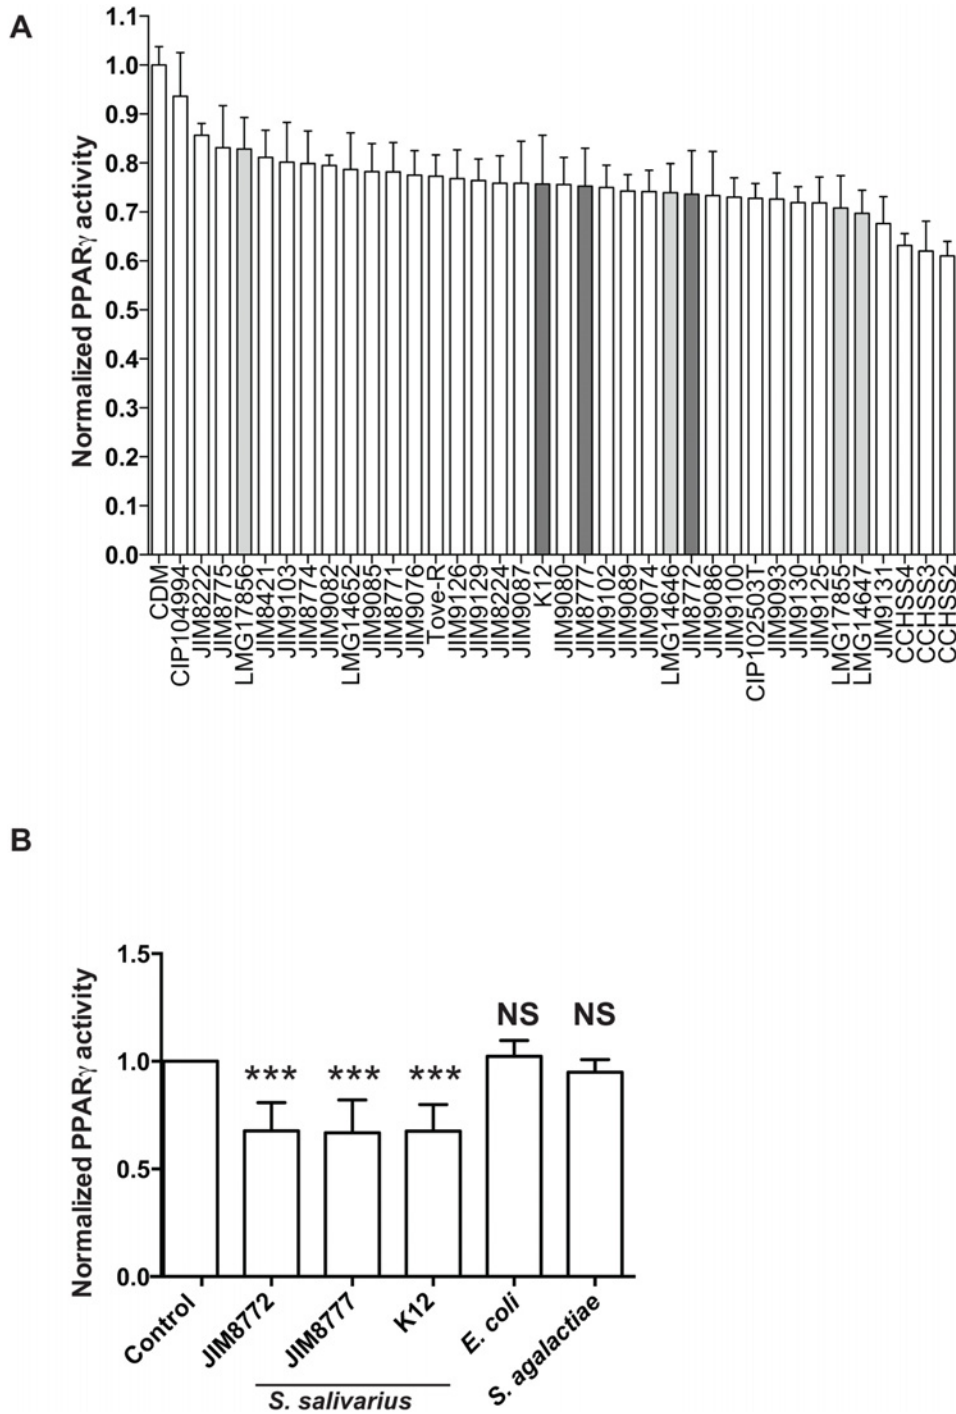 A
Normalized PPARγ activity
1.1
1.0
0.9
0.8
0.7
0.6
0.5
0.4
0.3
0.2
0.1
0.0
CDM
CIP104994
JIM8222
JIM8775
LMG17856
JIM8421
JIM9103
JIM8774
JIM9082
LMG14652
JIM9085
JIM8771
JIM9076
Tove-R
JIM9126
JIM9129
JIM8224
JIM9087
K12
JIM9080
JIM8777
JIM9102
JIM9089
JIM9074
LMG14646
JIM8772
JIM9086
JIM9100
CIP102503T
JIM9093
JIM9130
JIM9125
LMG17855
LMG14647
JIM9131
CCHSS4
CCHSS3
CCHSS2
B
Normalized PPARγ activity
1.5
1.0
0.5
0.0
*** *** *** NS NS
Control
JIM8772
JIM8777
K12
E. coli
S. agalactiae
S. salivarius